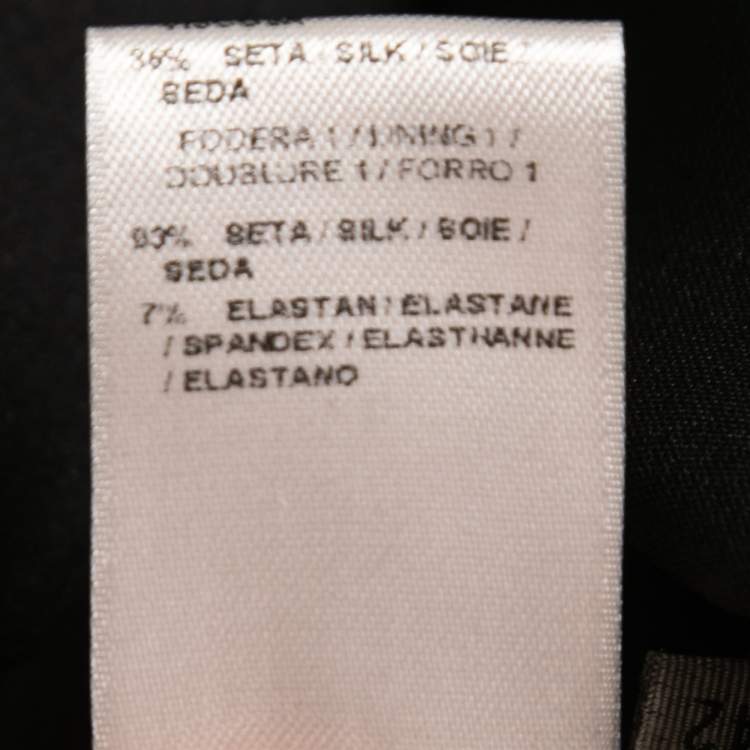 36% SETA / SILK / SOIE /
SEDA
FODERA 1 / LINING 1 /
DOUBLURE 1 / FORRO 1
93% SETA / SILK / SOIE /
SEDA
7% ELASTAN / ELASTANE
/ SPANDEX / ELASTHANNE
/ ELASTANO